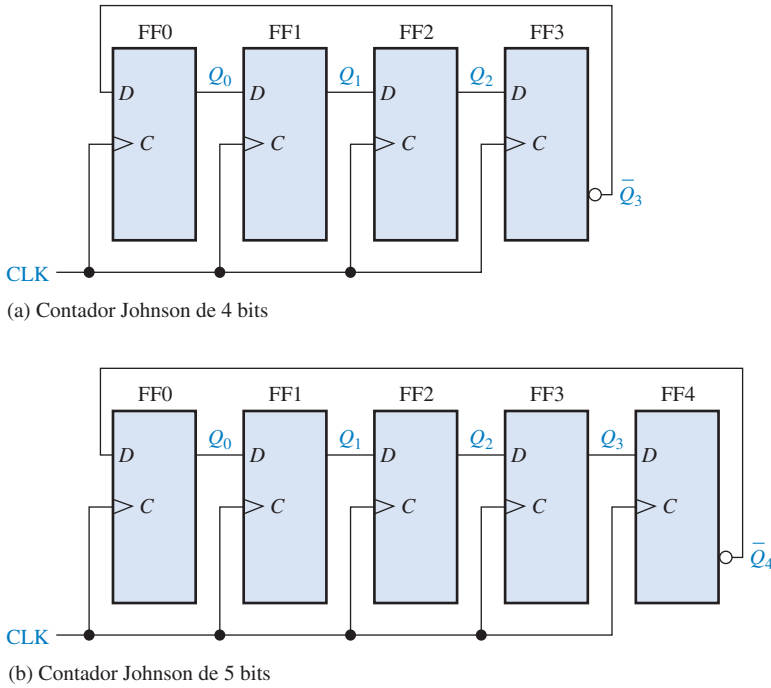 FF0 FF1 FF2 FF3
D Q₀ D Q₁ D Q₂ D
C C C C
Q̅₃
CLK
(a) Contador Johnson de 4 bits
FF0 FF1 FF2 FF3 FF4
D Q₀ D Q₁ D Q₂ D Q₃ D
C C C C C
Q̅₄
CLK
(b) Contador Johnson de 5 bits